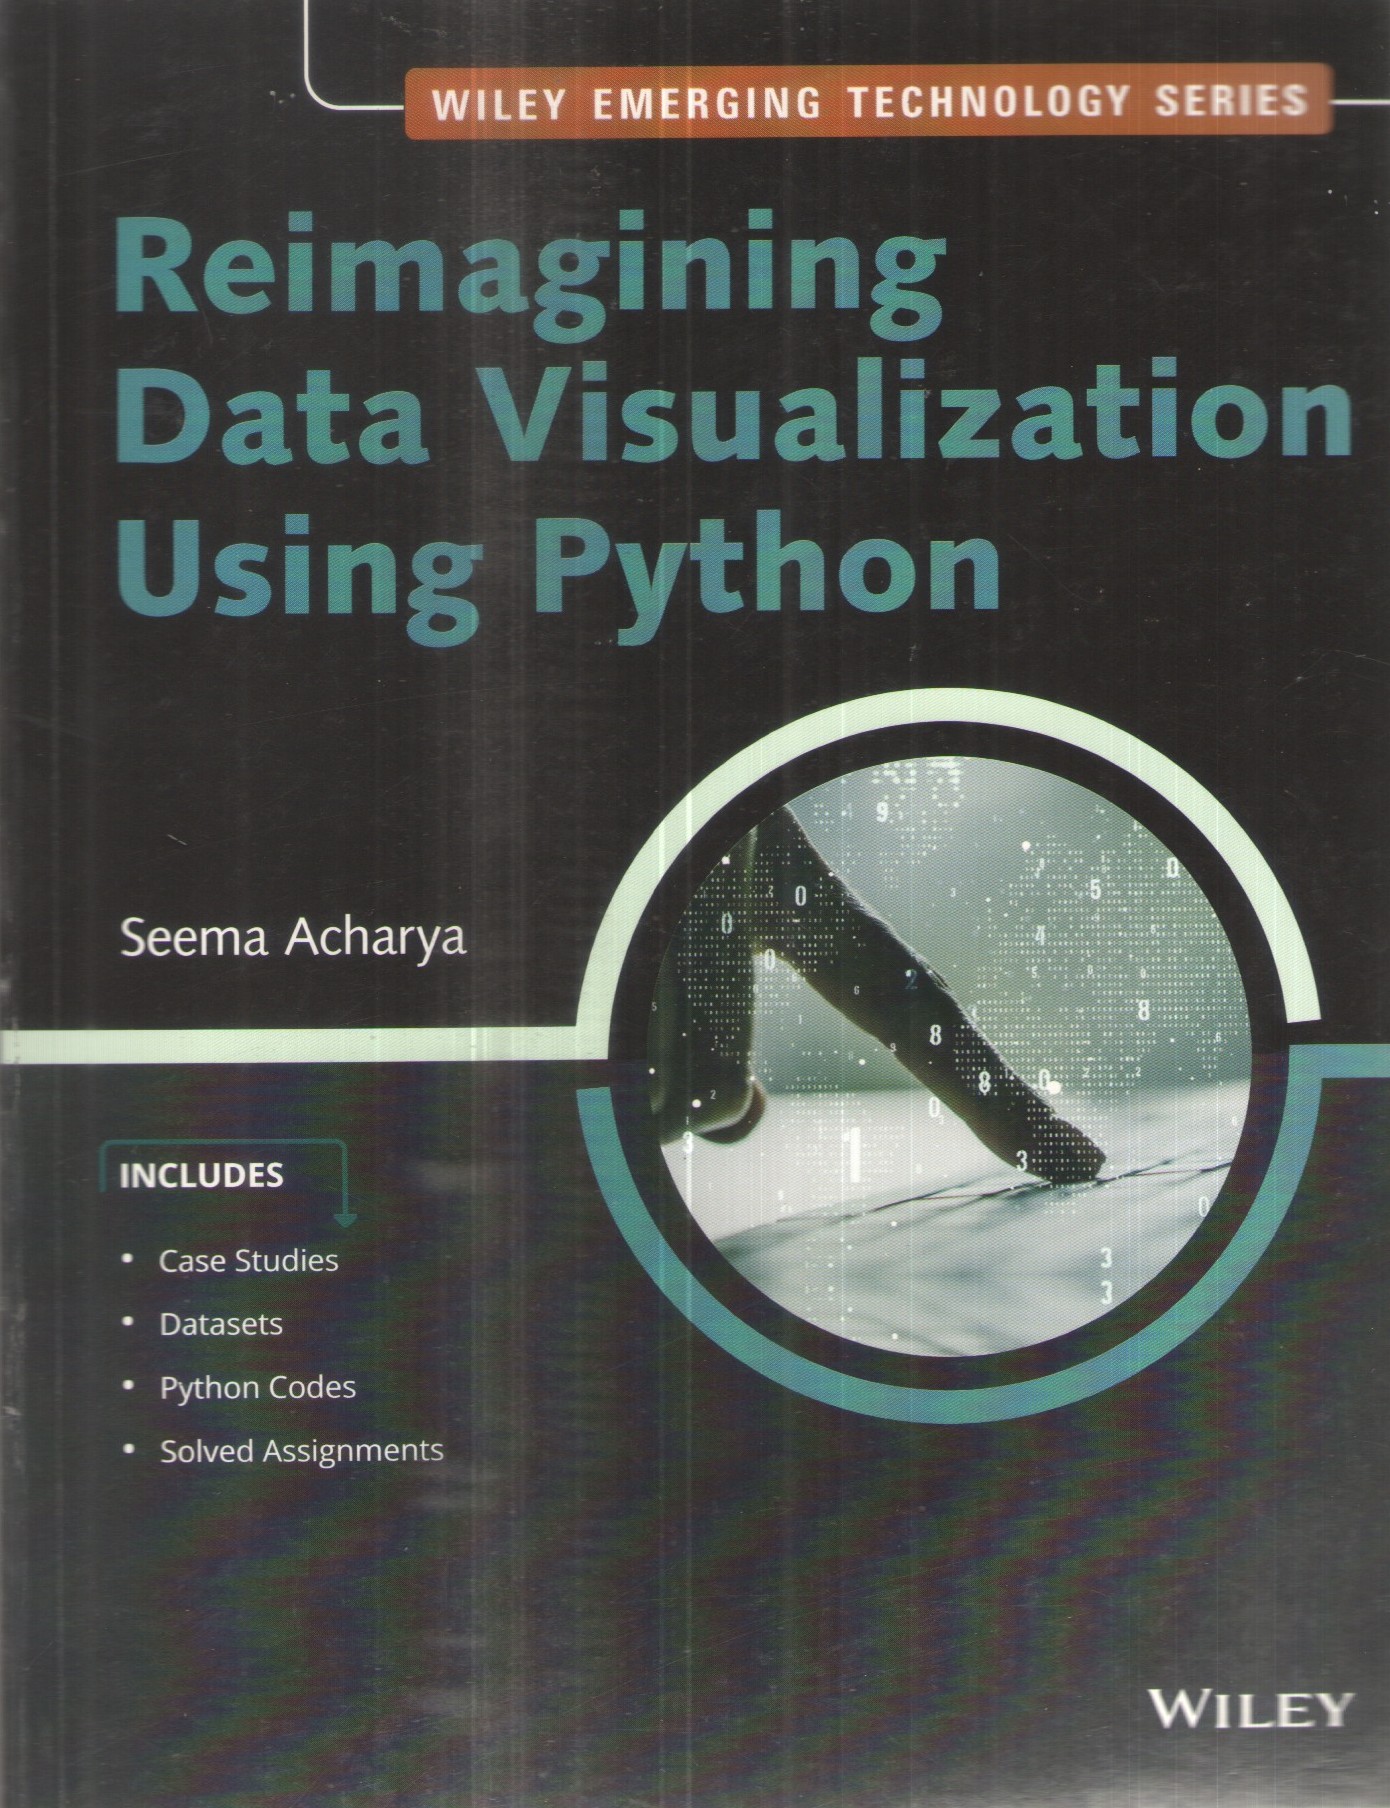 WILEY EMERGING TECHNOLOGY SERIES
Reimagining
Data Visualization
Using Python
Seema Acharya
INCLUDES
• Case Studies
• Datasets
• Python Codes
• Solved Assignments
WILEY